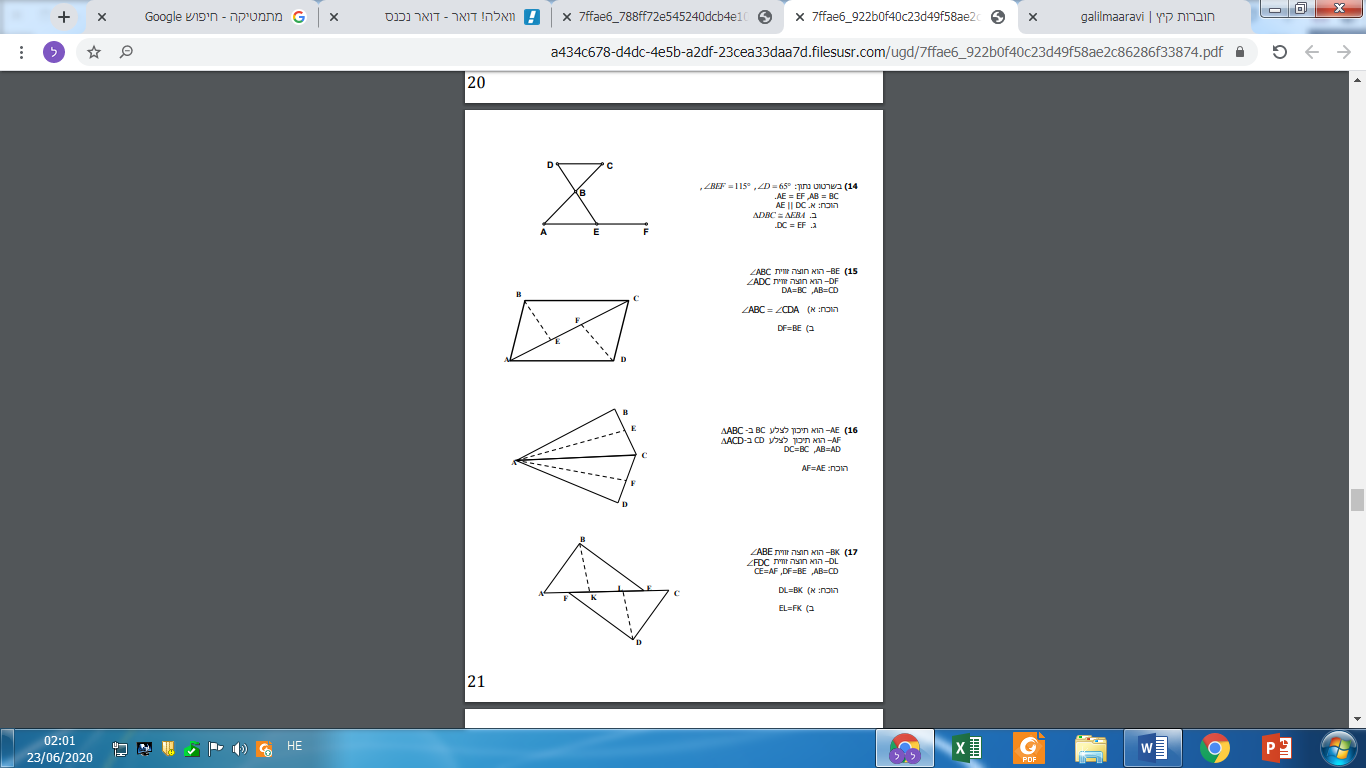 מתמטיקה - חיפוש Google
וואלה! דואר - דואר נכנס
7ffae6_788ff72e545240dcb4e10
7ffae6_922b0f40c23d49f58ae2c
חוברות קיץ | galilmaaravi
a434c678-d4dc-4e5b-a2df-23cea33daa7d.filesusr.com/ugd/7ffae6_922b0f40c23d49f58ae2c86286f33874.pdf
20
14) בשרטוט נתון: ∠D = 65° , ∠BEF = 115° ,
AE = EF ,AB = BC.
הוכח: א. AE || DC
ב. ΔDBC ≅ ΔEBA
ג. DC = EF.
D C
B
A E F
15) BE– הוא חוצה זווית ∠ABC
DF– הוא חוצה זווית ∠ADC
DA=BC ,AB=CD
הוכח: א) ∠ABC = ∠CDA
ב) DF=BE
B C
F
E
A D
16) AE– הוא תיכון לצלע BC ב- ΔABC
AF– הוא תיכון לצלע CD ב-ΔACD
DC=BC ,AB=AD
הוכח: AF=AE
B
E
A C
F
D
17) BK– הוא חוצה זווית ∠ABE
DL– הוא חוצה זווית ∠FDC
CE=AF ,DF=BE ,AB=CD
הוכח: א) DL=BK
ב) EL=FK
B
A F K L E C
D
21
02:01
23/06/2020
HE
PDF